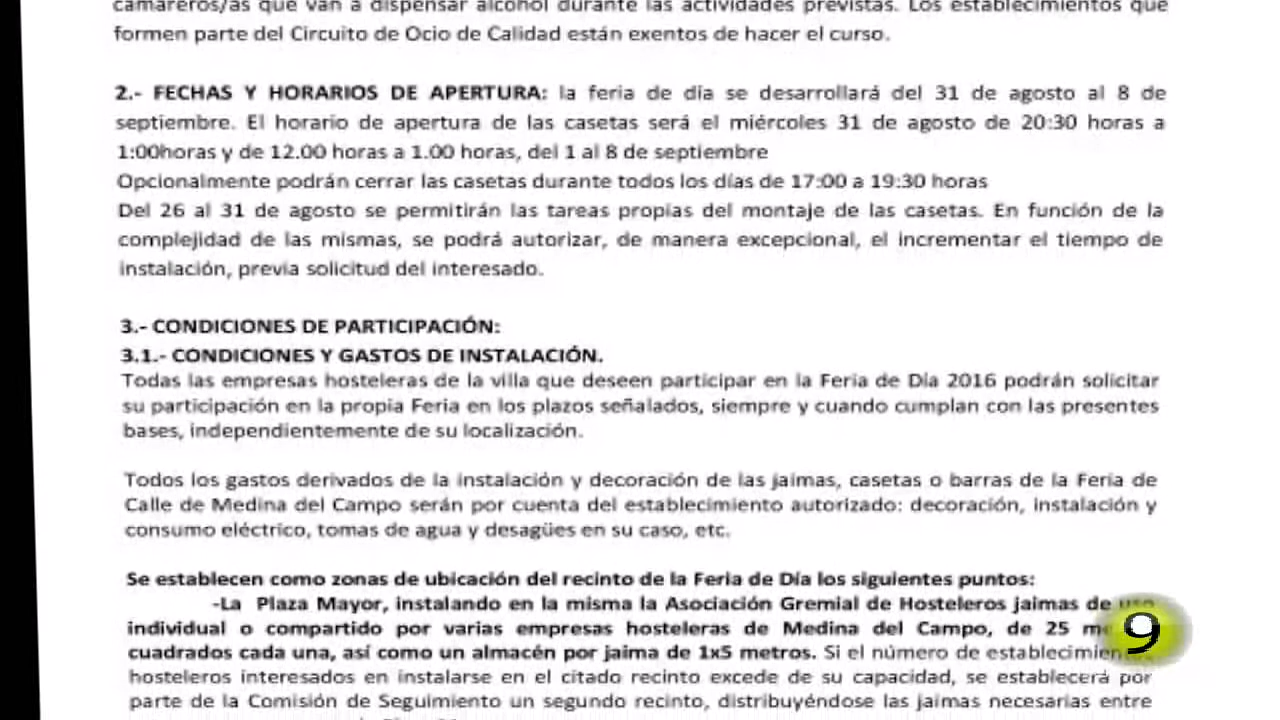 camareros/as que van a dispensar alcohol durante las actividades previstas. Los establecimientos que
formen parte del Circuito de Ocio de Calidad están exentos de hacer el curso.
2.- FECHAS Y HORARIOS DE APERTURA: la feria de día se desarrollará del 31 de agosto al 8 de
septiembre. El horario de apertura de las casetas será el miércoles 31 de agosto de 20:30 horas a
1:00horas y de 12.00 horas a 1.00 horas, del 1 al 8 de septiembre
Opcionalmente podrán cerrar las casetas durante todos los días de 17:00 a 19:30 horas
Del 26 al 31 de agosto se permitirán las tareas propias del montaje de las casetas. En función de la
complejidad de las mismas, se podrá autorizar, de manera excepcional, el incrementar el tiempo de
instalación, previa solicitud del interesado.
3.- CONDICIONES DE PARTICIPACIÓN:
3.1.- CONDICIONES Y GASTOS DE INSTALACIÓN.
Todas las empresas hosteleras de la villa que deseen participar en la Feria de Día 2016 podrán solicitar
su participación en la propia Feria en los plazos señalados, siempre y cuando cumplan con las presentes
bases, independientemente de su localización.
Todos los gastos derivados de la instalación y decoración de las jaimas, casetas o barras de la Feria de
Calle de Medina del Campo serán por cuenta del establecimiento autorizado: decoración, instalación y
consumo eléctrico, tomas de agua y desagües en su caso, etc.
Se establecen como zonas de ubicación del recinto de la Feria de Día los siguientes puntos:
-La Plaza Mayor, instalando en la misma la Asociación Gremial de Hosteleros jaimas de
individual o compartido por varias empresas hosteleras de Medina del Campo, de 25
cuadrados cada una, así como un almacén por jaima de 1x5 metros. Si el número de
hosteleros interesados en instalarse en el citado recinto excede de su capacidad, se establecerá por
parte de la Comisión de Seguimiento un segundo recinto, distribuyéndose las jaimas necesarias entre
9